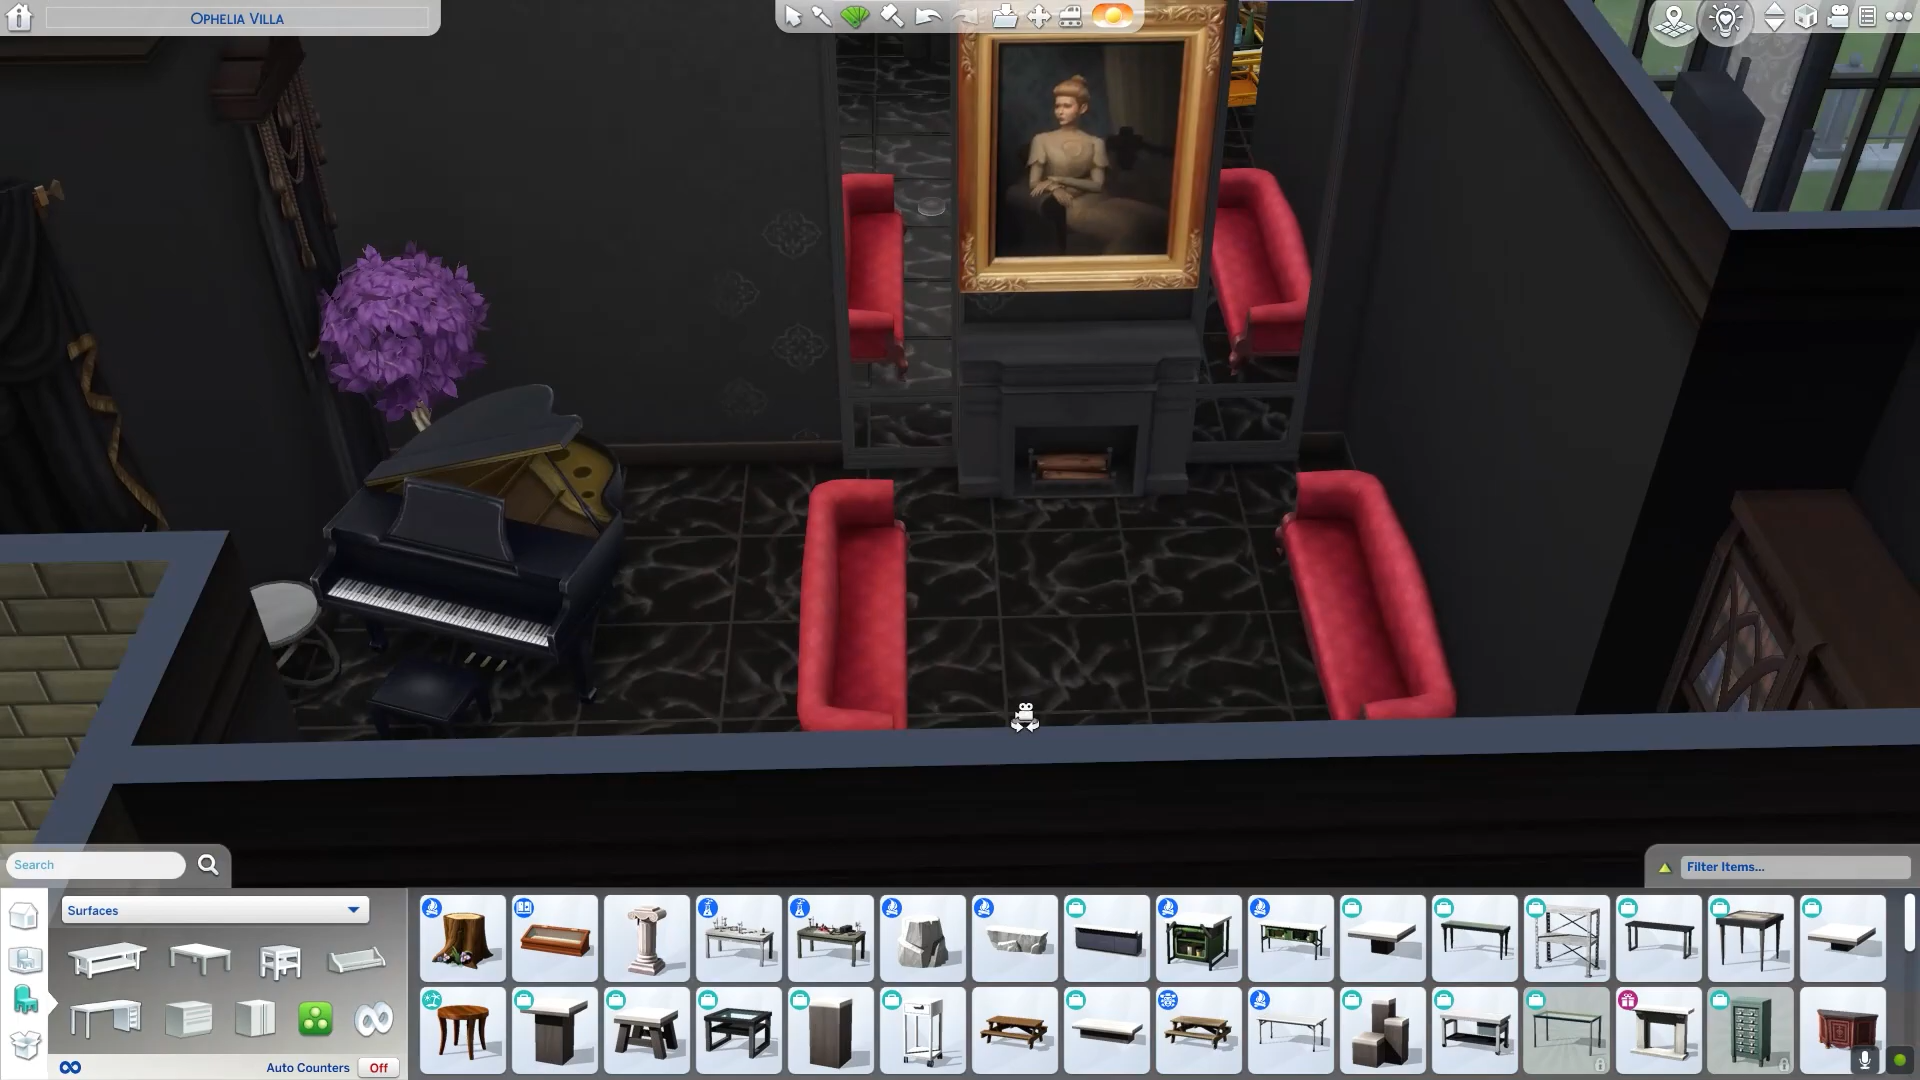 Ophelia Villa
Search
Filter Items...
Surfaces
Auto Counters
Off